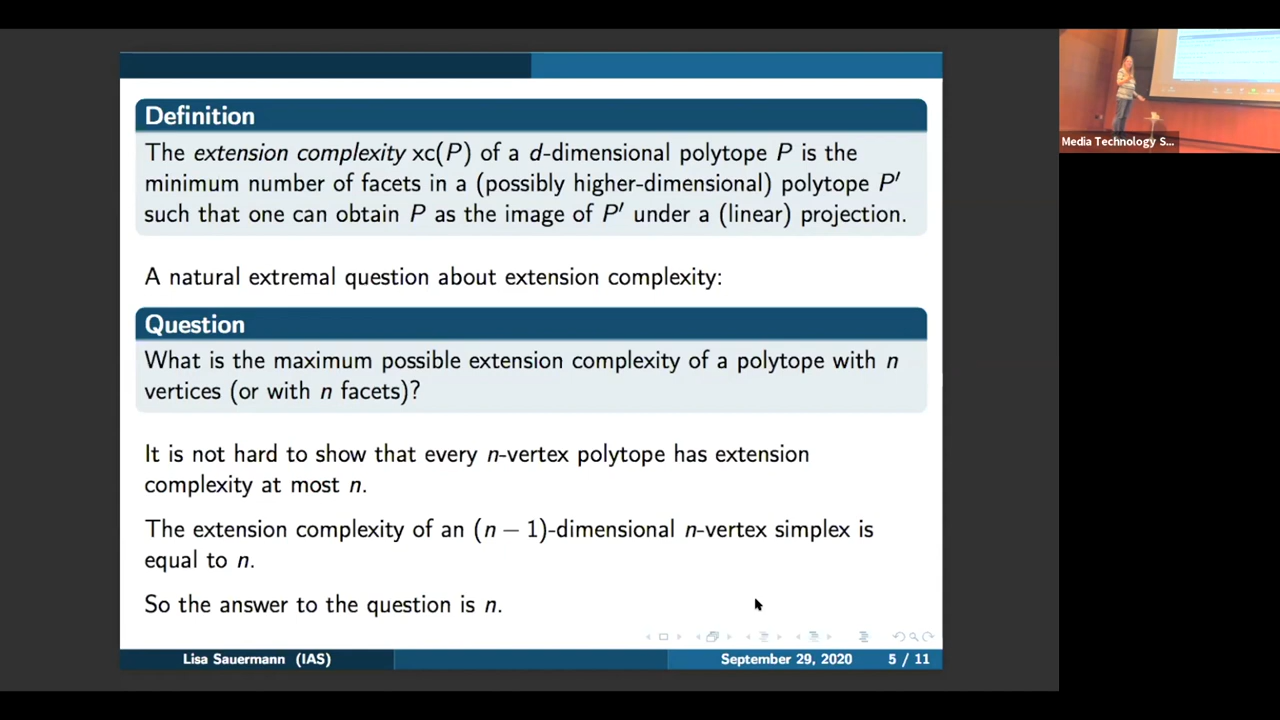 Definition
The extension complexity xc(P) of a d-dimensional polytope P is the
minimum number of facets in a (possibly higher-dimensional) polytope P′
such that one can obtain P as the image of P′ under a (linear) projection.
A natural extremal question about extension complexity:
Question
What is the maximum possible extension complexity of a polytope with n
vertices (or with n facets)?
It is not hard to show that every n-vertex polytope has extension
complexity at most n.
The extension complexity of an (n − 1)-dimensional n-vertex simplex is
equal to n.
So the answer to the question is n.
Lisa Sauermann (IAS)
September 29, 2020
5 / 11
Media Technology S...